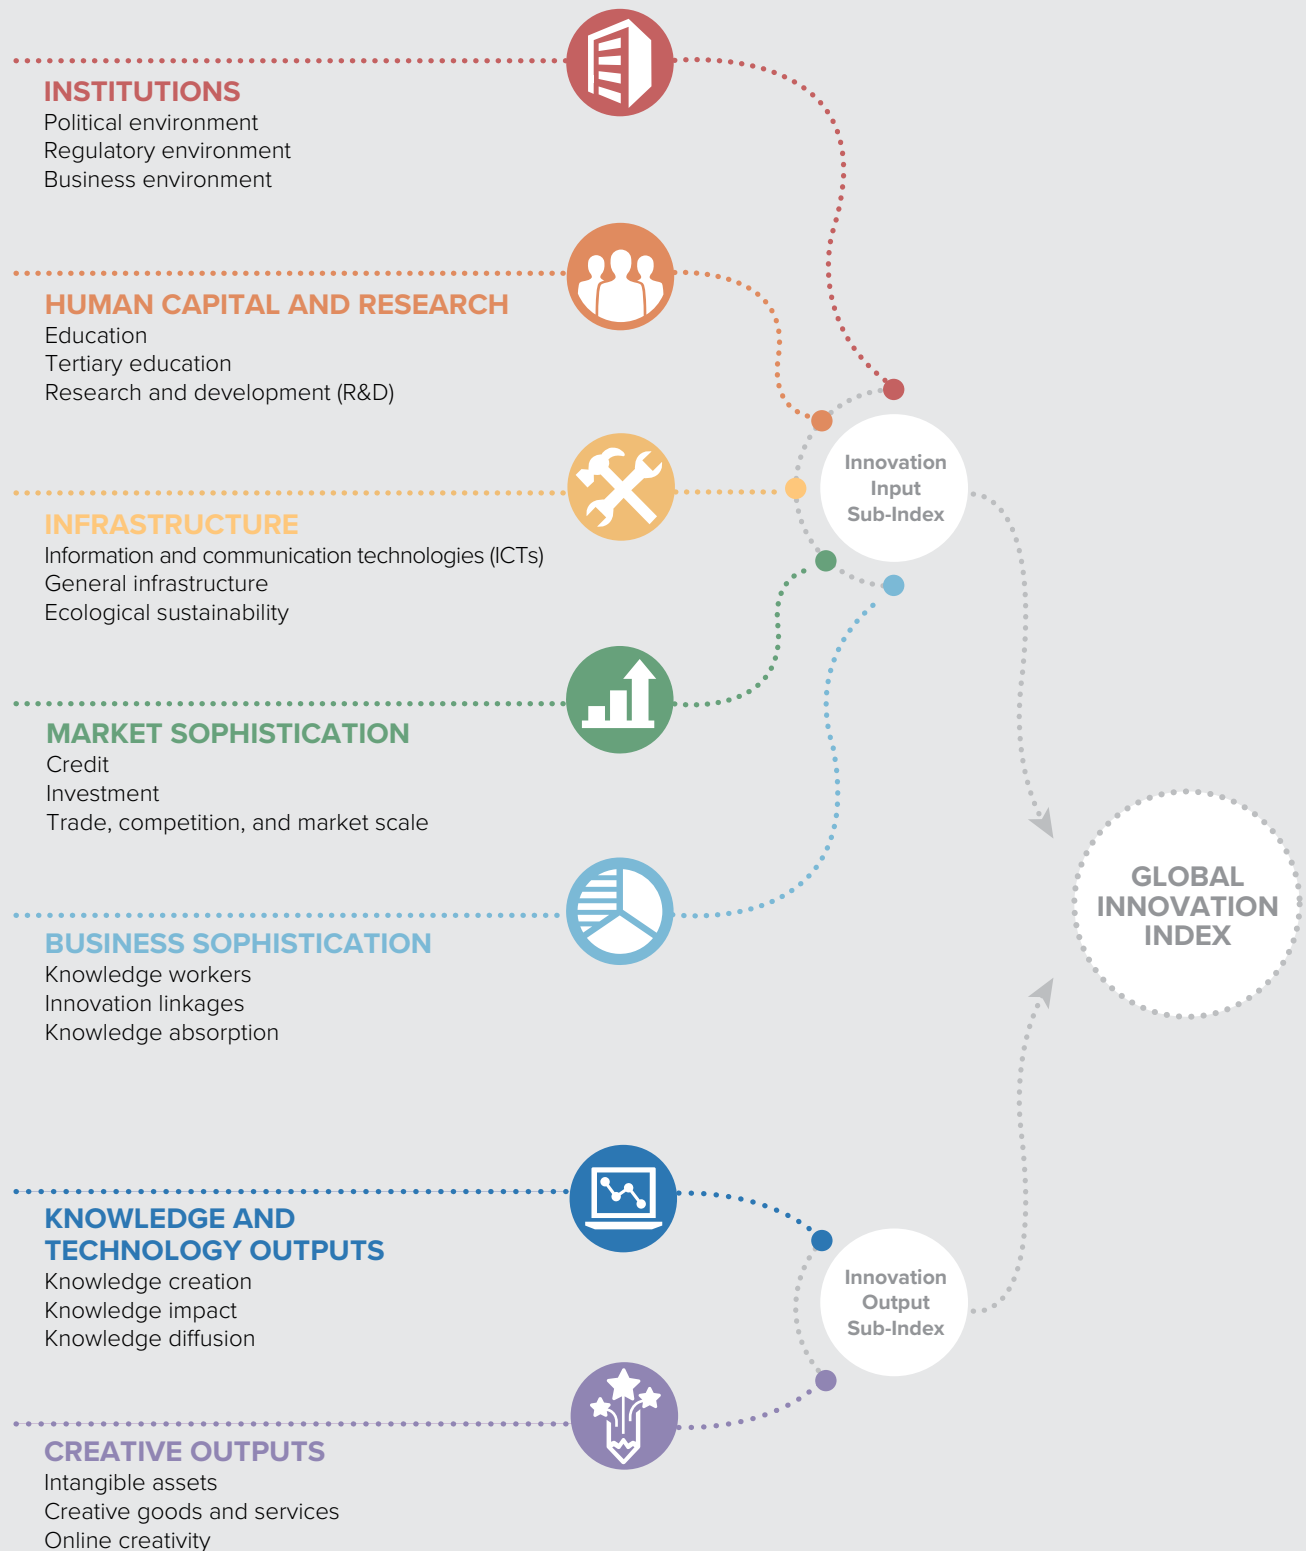 INSTITUTIONS
Political environment
Regulatory environment
Business environment
HUMAN CAPITAL AND RESEARCH
Education
Tertiary education
Research and development (R&D)
INFRASTRUCTURE
Information and communication technologies (ICTs)
General infrastructure
Ecological sustainability
MARKET SOPHISTICATION
Credit
Investment
Trade, competition, and market scale
BUSINESS SOPHISTICATION
Knowledge workers
Innovation linkages
Knowledge absorption
KNOWLEDGE AND
TECHNOLOGY OUTPUTS
Knowledge creation
Knowledge impact
Knowledge diffusion
CREATIVE OUTPUTS
Intangible assets
Creative goods and services
Online creativity
Innovation
Input
Sub-Index
Innovation
Output
Sub-Index
GLOBAL
INNOVATION
INDEX